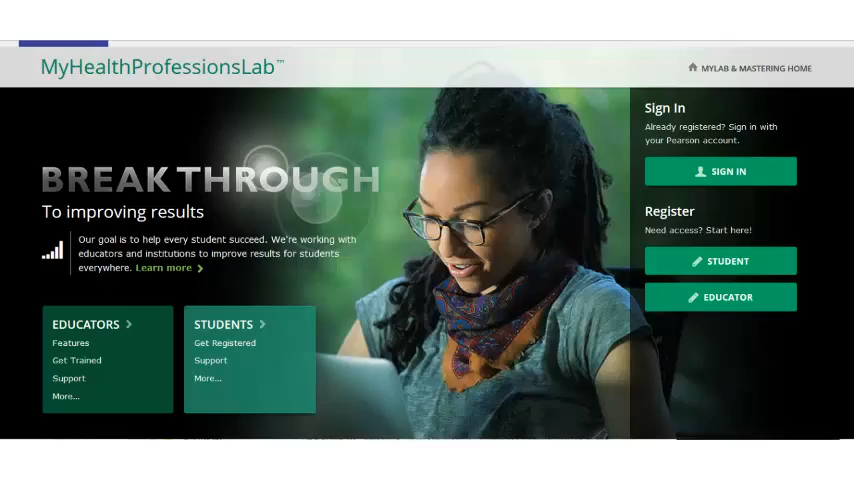 MyHealthProfessionsLab™
MYLAB & MASTERING HOME
BREAKTHROUGH
To improving results
Our goal is to help every student succeed. We're working with
educators and institutions to improve results for students
everywhere. Learn more
EDUCATORS
Features
Get Trained
Support
More...
STUDENTS
Get Registered
Support
More...
Sign In
Already registered? Sign in with
your Pearson account.
SIGN IN
Register
Need access? Start here!
STUDENT
EDUCATOR